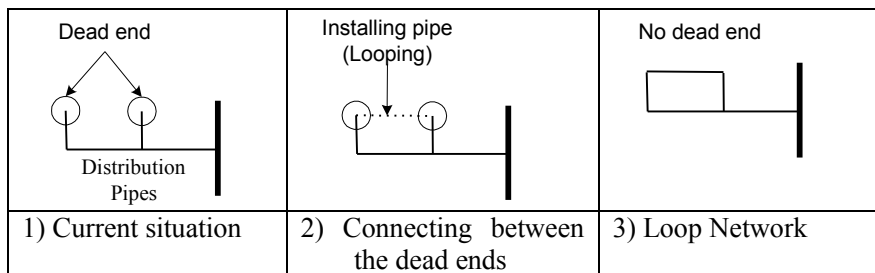 Dead end
Distribution
Pipes
Installing pipe
(Looping)
No dead end
1) Current situation
2) Connecting between
the dead ends
3) Loop Network